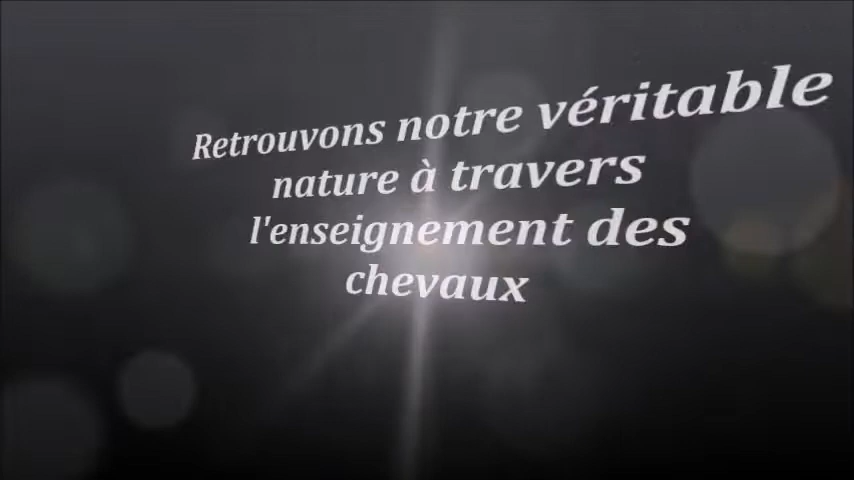 Retrouvons notre véritable
nature à travers
l'enseignement des
chevaux